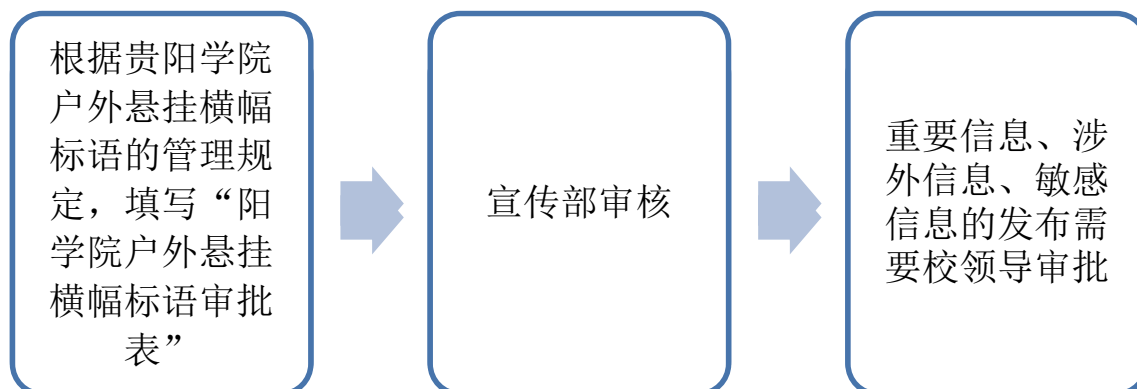 根据贵阳学院
户外悬挂横幅
标语的管理规
定，填写“阳
学院户外悬挂
横幅标语审批
表”
宣传部审核
重要信息、涉
外信息、敏感
信息的发布需
要校领导审批